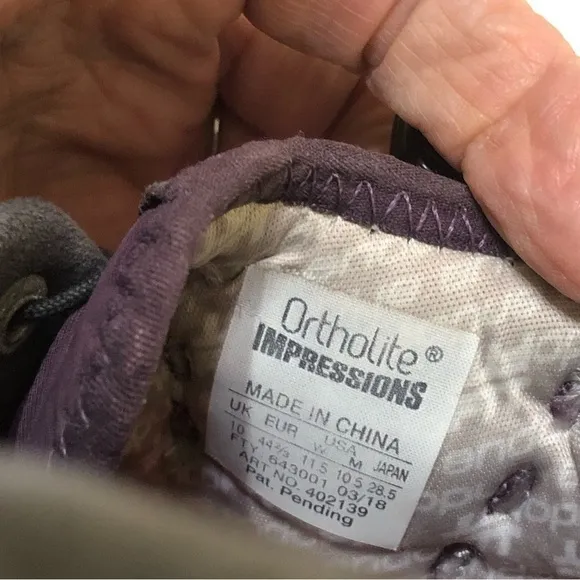 Ortholite®
IMPRESSIONS
MADE IN CHINA
UK EUR USA
W M JAPAN
10 44⅔ 11.5 10.5 28.5
FTY 643001 03/18
ART NO. 402139
Pat. Pending